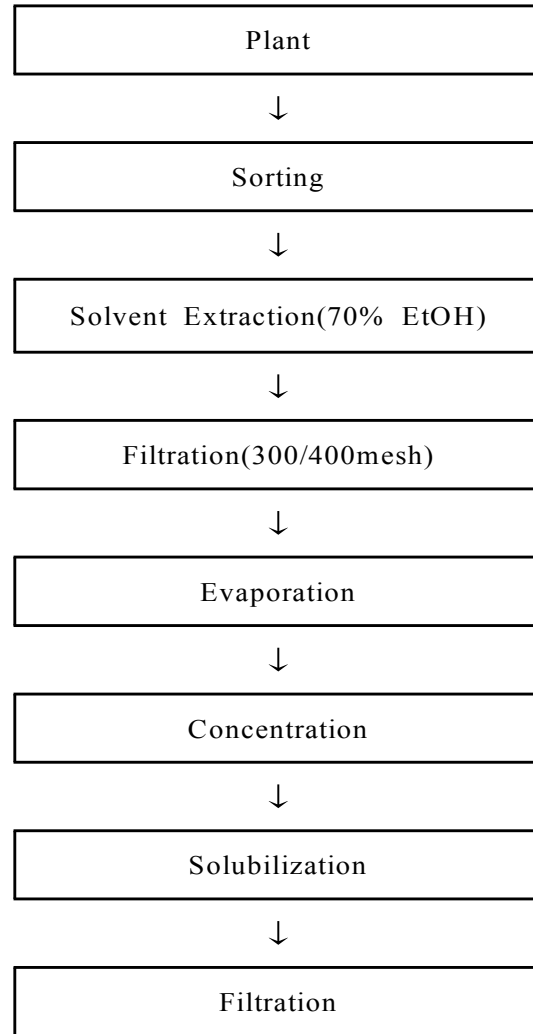 Plant
↓
Sorting
↓
Solvent Extraction(70% EtOH)
↓
Filtration(300/400mesh)
↓
Evaporation
↓
Concentration
↓
Solubilization
↓
Filtration